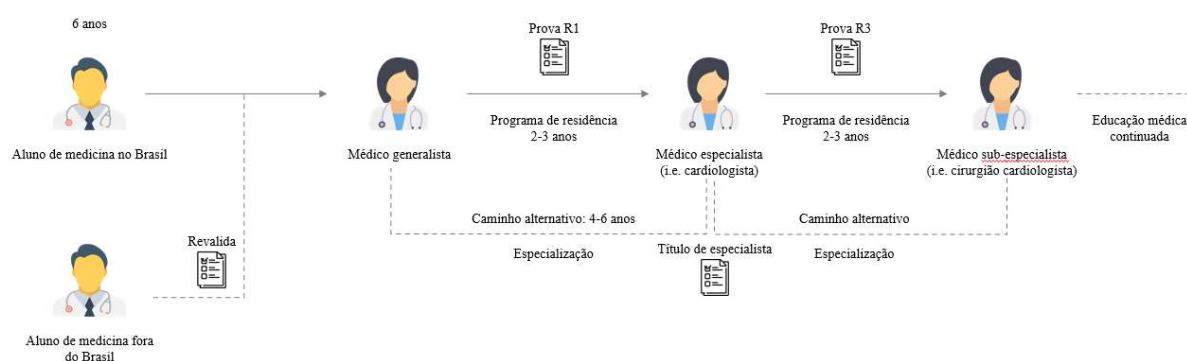 6 anos
Prova R1
Prova R3
Programa de residência
2-3 anos
Programa de residência
2-3 anos
Educação médica
continuada
Aluno de medicina no Brasil
Médico generalista
Médico especialista
(i.e. cardiologista)
Médico sub-especialista
(i.e. cirurgião cardiologista)
Caminho alternativo: 4-6 anos
Caminho alternativo
Revalida
Especialização
Título de especialista
Especialização
Aluno de medicina fora
do Brasil